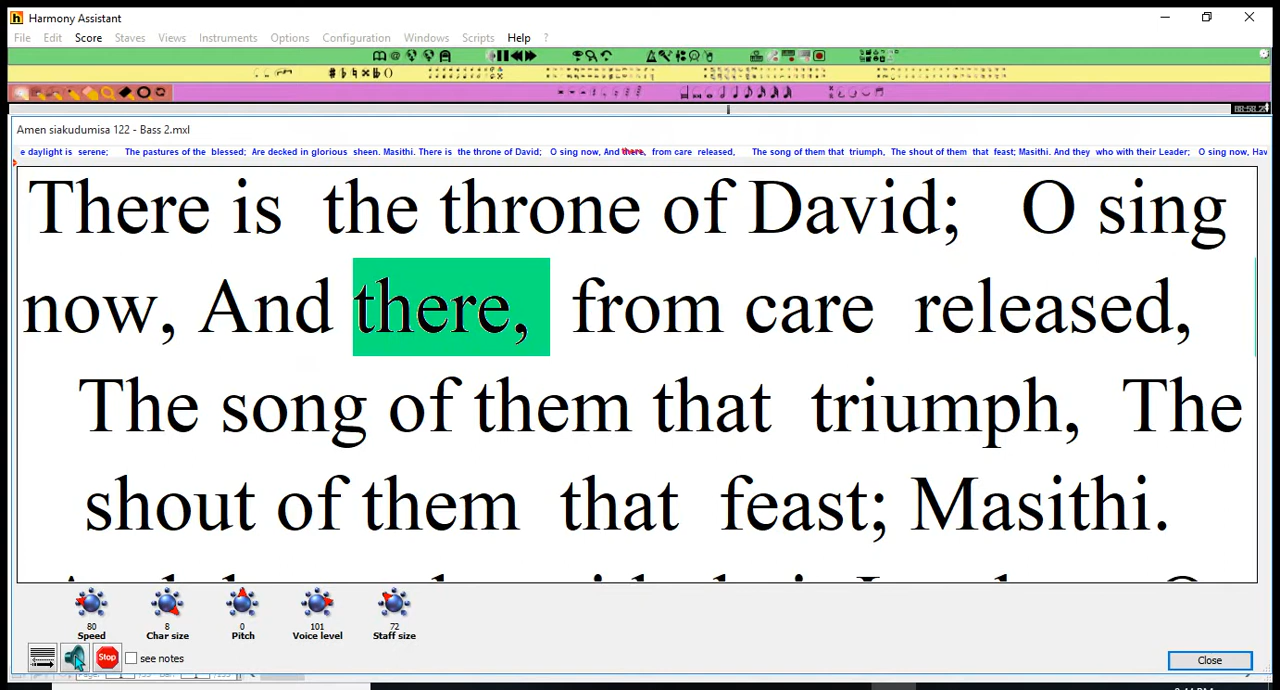 Harmony Assistant
File Edit Score Staves Views Instruments Options Configuration Windows Scripts Help ?
Amen siakudumisa 122 - Bass 2.mxl
e daylight is serene; The pastures of the blessed; Are decked in glorious sheen. Masithi. There is the throne of David; O sing now, And there, from care released, The song of them that triumph, The shout of them that feast; Masithi. And they who with their Leader; O sing now, Hav
There is the throne of David; O sing
now, And there, from care released,
The song of them that triumph, The
shout of them that feast; Masithi.
80 8 0 101 72
Speed Char size Pitch Voice level Staff size
Stop see notes Close